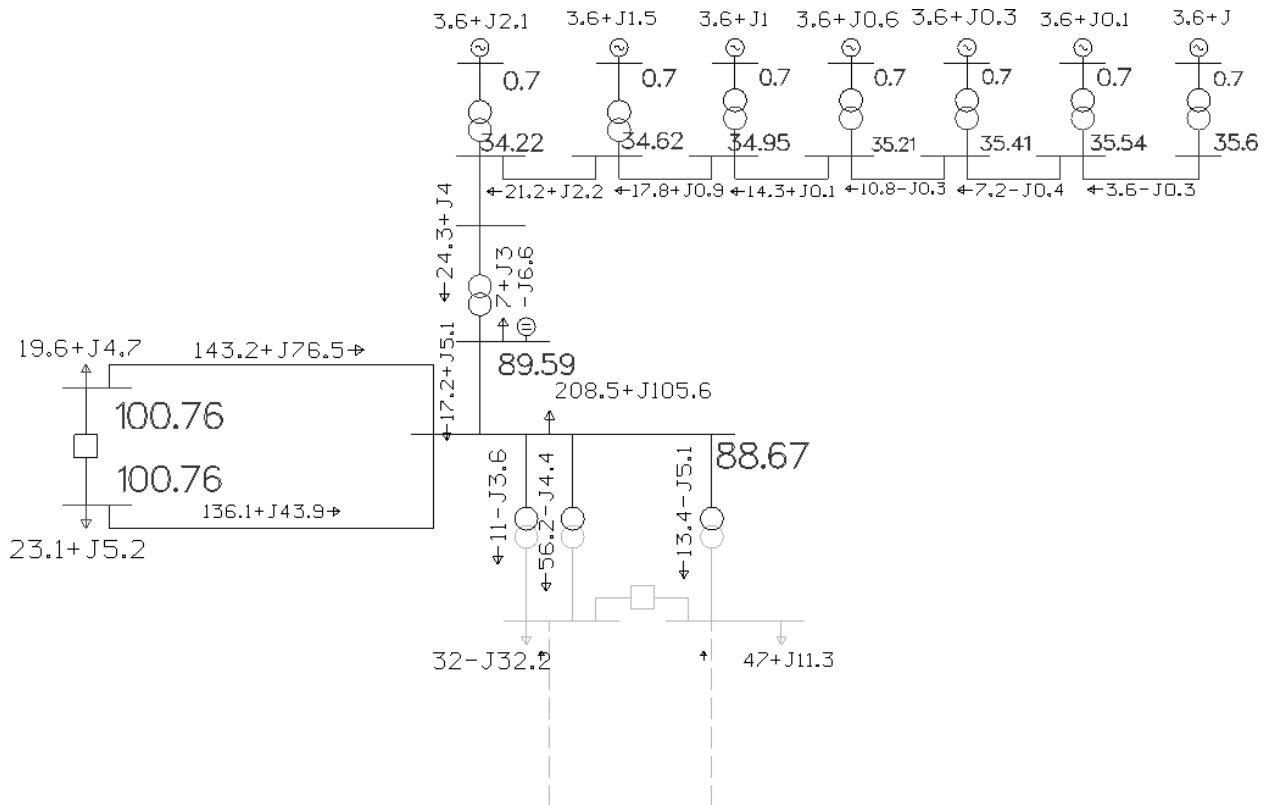 3.6+J2.1
3.6+J1.5
3.6+J1
3.6+J0.6
3.6+J0.3
3.6+J0.1
3.6+J
0.7
0.7
0.7
0.7
0.7
0.7
0.7
34.22
34.62
34.95
35.21
35.41
35.54
35.6
21.2+J2.2
17.8+J0.9
14.3+J0.1
10.8-J0.3
7.2-J0.4
3.6-J0.3
24.3+J4
7+J3
-J6.6
17.2+J5.1
89.59
19.6+J4.7
143.2+J76.5
208.5+J105.6
100.76
100.76
88.67
136.1+J43.9
23.1+J5.2
11-J3.6
56.2-J4.4
13.4-J5.1
32-J32.2
47+J11.3